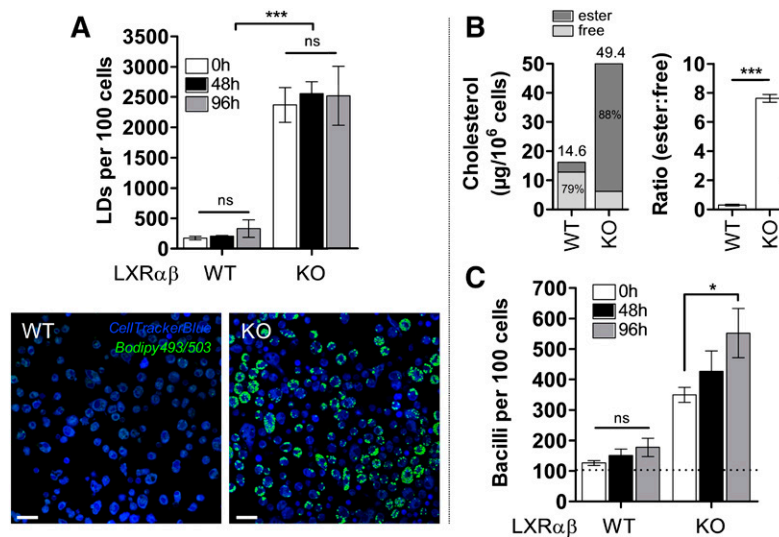 A
***
ns
3000
2500
2000
1500
1000
500
0
LDs per 100 cells
0h
48h
96h
ns
LXRαβ WT KO
WT
CellTrackerBlue
Bodipy493/503
KO
B
ester
free
49.4
14.6
50
40
30
20
10
0
Cholesterol
(μg/10⁶ cells)
88%
79%
WT
KO
***
10
8
6
4
2
0
Ratio (ester:free)
WT
KO
C
0h
48h
96h
*
ns
700
600
500
400
300
200
100
0
Bacilli per 100 cells
LXRαβ WT KO